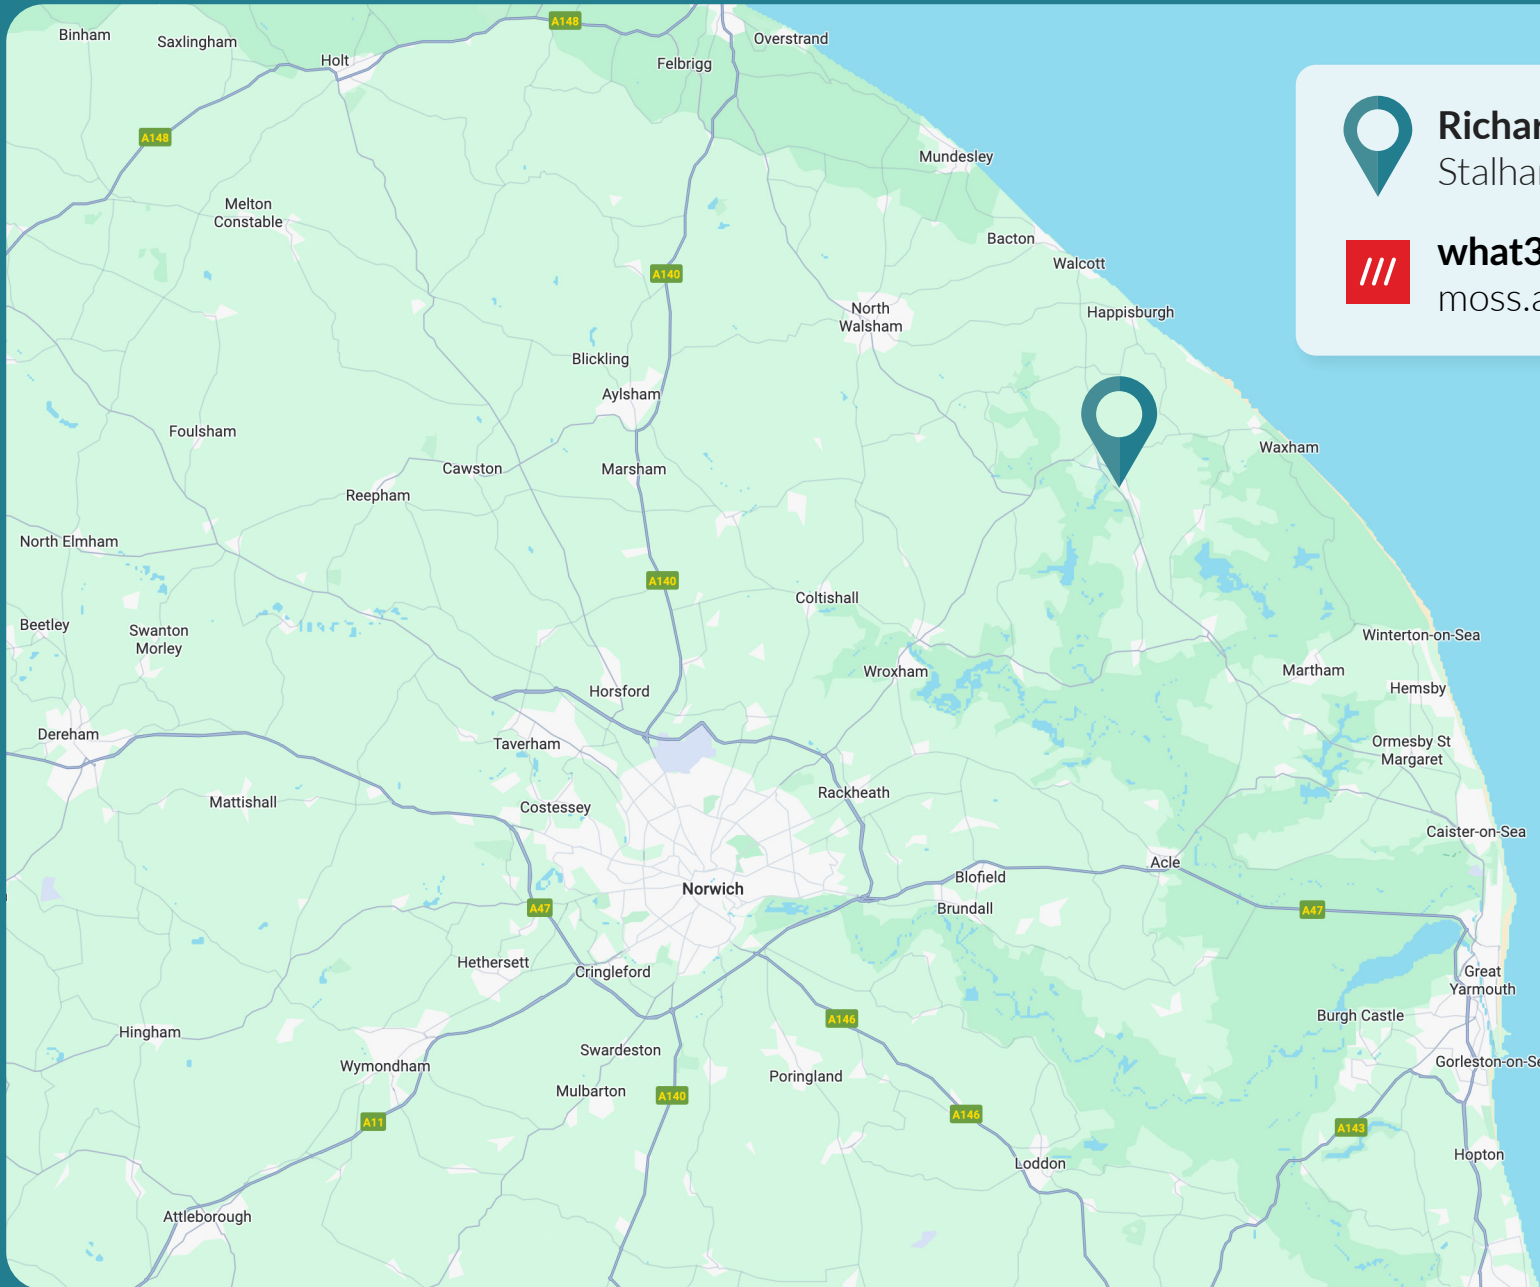 A148
Binham
Saxlingham
Overstrand
Holt
Felbrigg
A148
Mundesley
Melton
Constable
Bacton
Walcott
A140
North
Walsham
Happisburgh
Blickling
Aylsham
Foulsham
Waxham
Cawston
Marsham
Reepham
North Elmham
A140
Coltishall
Beetley
Swanton
Morley
Winterton-on-Sea
Wroxham
Martham
Horsford
Hemsby
Dereham
Taverham
Ormesby St
Margaret
Rackheath
Mattishall
Costessey
Caister-on-Sea
Acle
Blofield
Norwich
A47
Brundall
A47
Hethersett
Cringleford
Great
Yarmouth
A146
Burgh Castle
Hingham
Swardeston
Gorleston-on-Se
Wymondham
Poringland
Mulbarton
A140
A146
A11
A143
Hopton
Loddon
Attleborough
Richar
Stalha
what3
moss.a